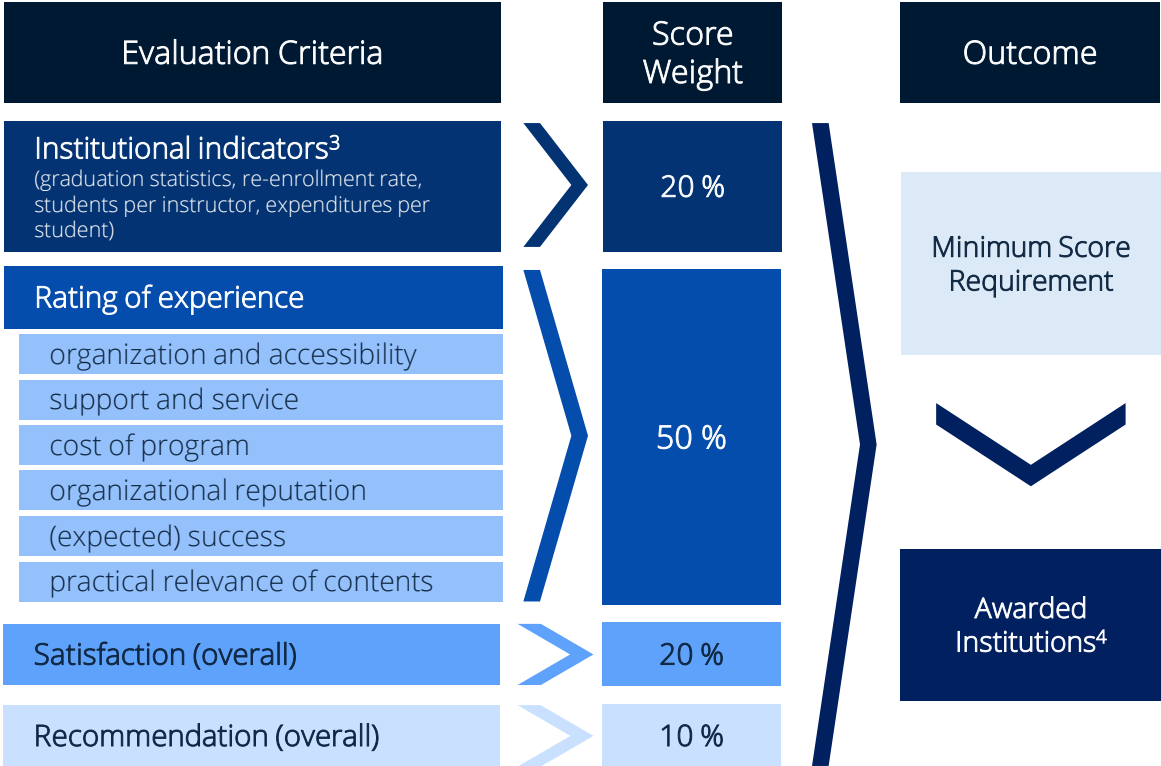 Evaluation Criteria
Score
Weight
Outcome
Institutional indicators³
(graduation statistics, re-enrollment rate,
students per instructor, expenditures per
student)
20 %
Rating of experience
organization and accessibility
support and service
cost of program
organizational reputation
(expected) success
practical relevance of contents
50 %
Satisfaction (overall)
20 %
Recommendation (overall)
10 %
Minimum Score
Requirement
Awarded
Institutions⁴